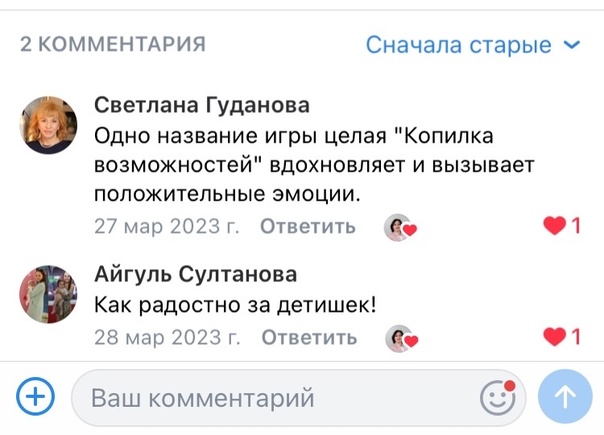 2 КОММЕНТАРИЯ
Сначала старые
Светлана Гуданова
Одно название игры целая "Копилка
возможностей" вдохновляет и вызывает
положительные эмоции.
27 мар 2023 г. Ответить
1
Айгуль Султанова
Как радостно за детишек!
28 мар 2023 г. Ответить
1
Ваш комментарий